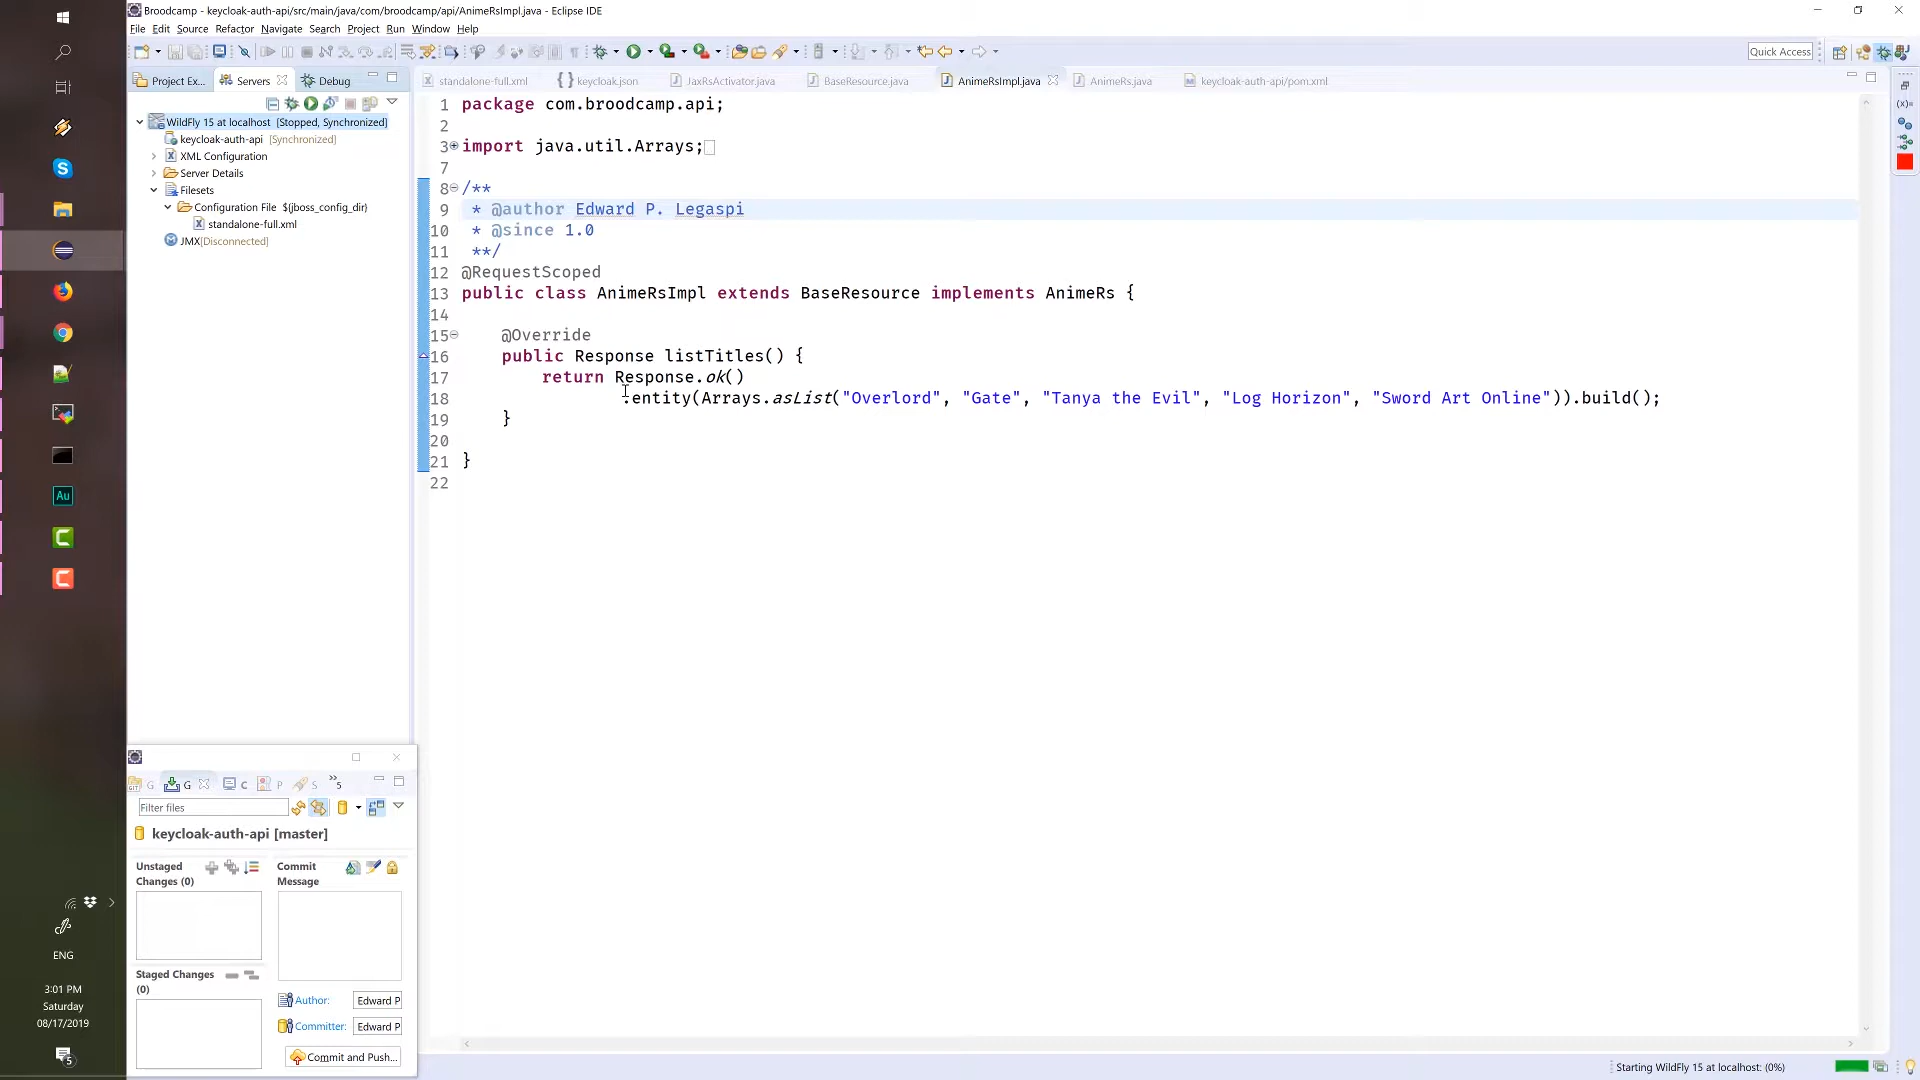 Broodcamp - keycloak-auth-api/src/main/java/com/broodcamp/api/AnimeRsImpl.java - Eclipse IDE
File Edit Source Refactor Navigate Search Project Run Window Help
Quick Access
Project Ex... Servers Debug
standalone-full.xml keycloak.json JaxRsActivator.java BaseResource.java AnimeRsImpl.java AnimeRs.java keycloak-auth-api/pom.xml
WildFly 15 at localhost [Stopped, Synchronized]
keycloak-auth-api [Synchronized]
XML Configuration
Server Details
Filesets
Configuration File ${jboss_config_dir}
standalone-full.xml
JMX[Disconnected]
1 package com.broodcamp.api;
2
3 import java.util.Arrays;
7
8 /**
9 * @author Edward P. Legaspi
10 * @since 1.0
11 **/
12 @RequestScoped
13 public class AnimeRsImpl extends BaseResource implements AnimeRs {
14
15 @Override
16 public Response listTitles() {
17 return Response.ok()
18 .entity(Arrays.asList("Overlord", "Gate", "Tanya the Evil", "Log Horizon", "Sword Art Online")).build();
19 }
20
21 }
22
G G C P S »5
Filter files
keycloak-auth-api [master]
Unstaged Changes (0)
Commit Message
Staged Changes (0)
Author: Edward P
Committer: Edward P
Commit and Push...
Au
ENG
3:01 PM
Saturday
08/17/2019
5
Starting WildFly 15 at localhost: (0%)